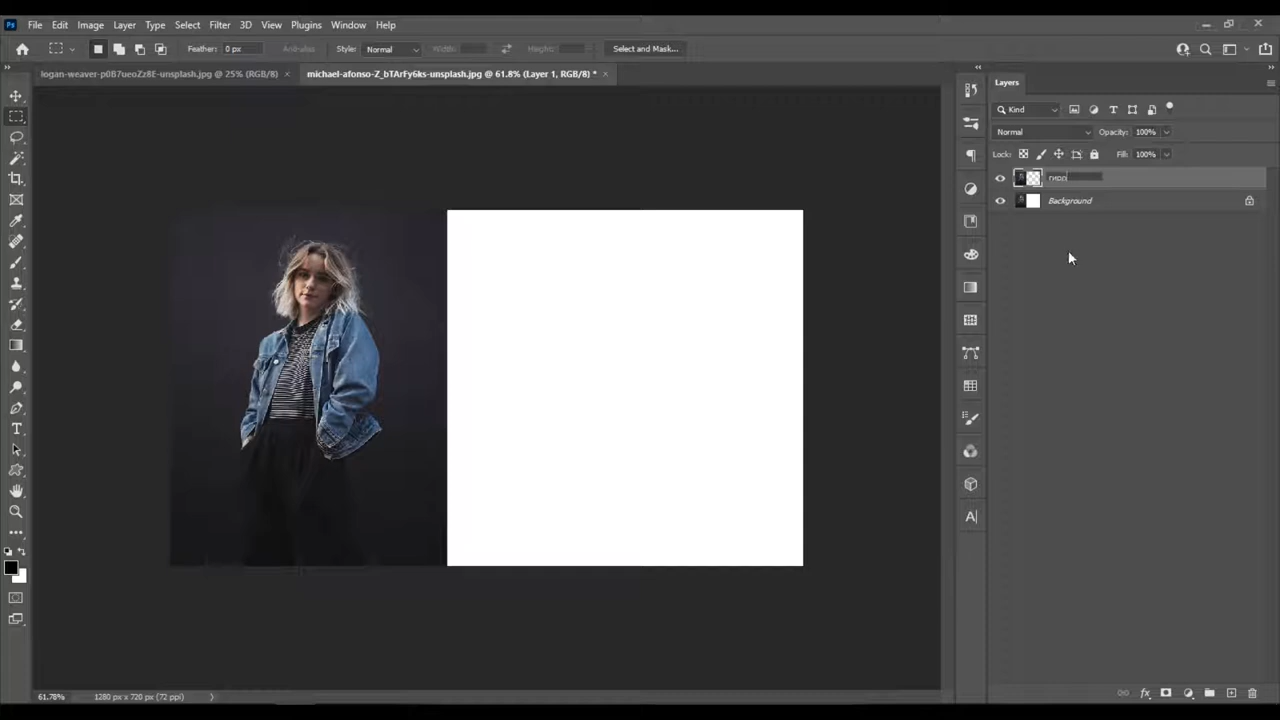 Ps File Edit Image Layer Type Select Filter 3D View Plugins Window Help
Feather: 0 px Anti-alias Style: Normal Width: Height: Select and Mask...
logan-weaver-p0B7ueoZz8E-unsplash.jpg @ 25% (RGB/8) × michael-afonso-Z_bTArFy6ks-unsplash.jpg @ 61.8% (Layer 1, RGB/8) * ×
Layers
Kind
Normal Opacity: 100%
Lock: Fill: 100%
Background
61.78% 1280 px x 720 px (72 ppi)